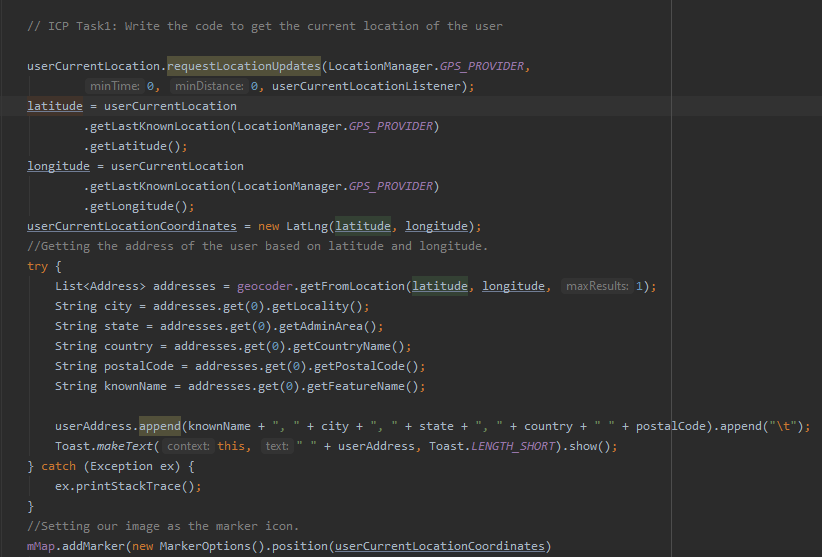 // ICP Task1: Write the code to get the current location of the user
userCurrentLocation.requestLocationUpdates(LocationManager.GPS_PROVIDER,
minTime: 0, minDistance: 0, userCurrentLocationListener);
latitude = userCurrentLocation
.getLastKnownLocation(LocationManager.GPS_PROVIDER)
.getLatitude();
longitude = userCurrentLocation
.getLastKnownLocation(LocationManager.GPS_PROVIDER)
.getLongitude();
userCurrentLocationCoordinates = new LatLng(latitude, longitude);
//Getting the address of the user based on latitude and longitude.
try {
List<Address> addresses = geocoder.getFromLocation(latitude, longitude, maxResults: 1);
String city = addresses.get(0).getLocality();
String state = addresses.get(0).getAdminArea();
String country = addresses.get(0).getCountryName();
String postalCode = addresses.get(0).getPostalCode();
String knownName = addresses.get(0).getFeatureName();
userAddress.append(knownName + ", " + city + ", " + state + ", " + country + " " + postalCode).append("\t");
Toast.makeText( context: this, text: " " + userAddress, Toast.LENGTH_SHORT).show();
} catch (Exception ex) {
ex.printStackTrace();
}
//Setting our image as the marker icon.
mMap.addMarker(new MarkerOptions().position(userCurrentLocationCoordinates)